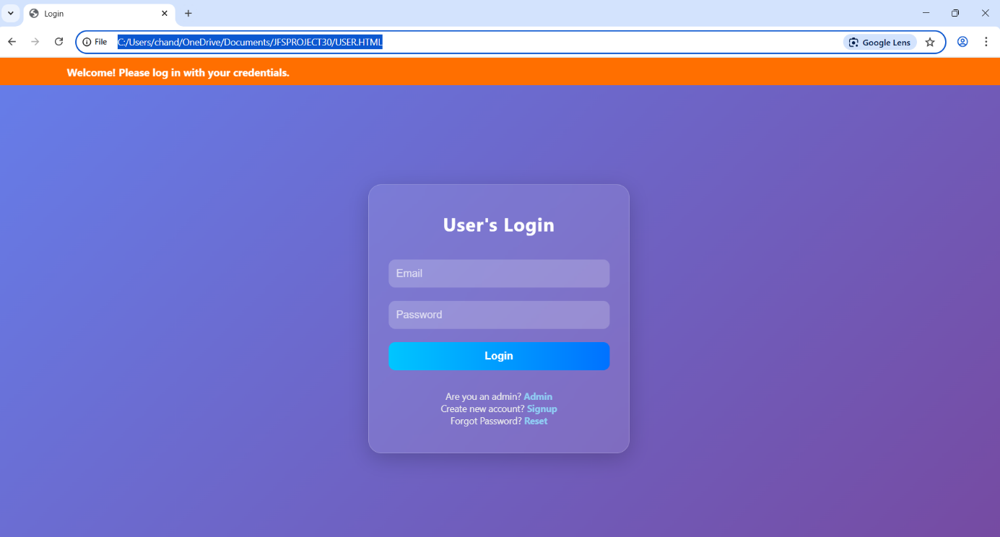 Login
File
C:/Users/chand/OneDrive/Documents/JFSPROJECT30/USER.HTML
Google Lens
Welcome! Please log in with your credentials.
User's Login
Email
Password
Login
Are you an admin? Admin
Create new account? Signup
Forgot Password? Reset